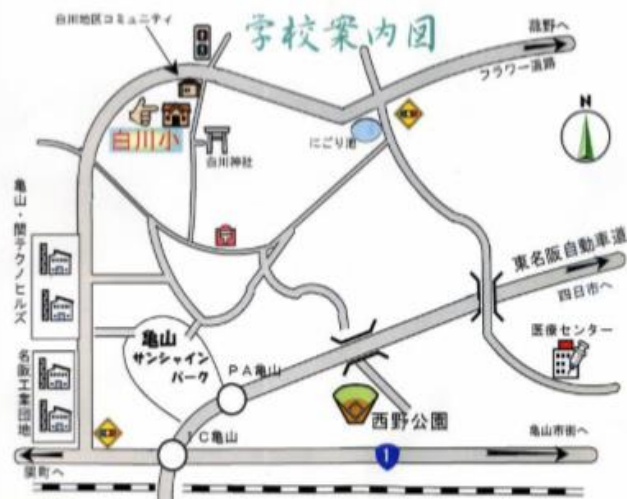 学校案内図
白川地区コミュニティ
菰野へ
フラワー道路
N
白川小
白川神社
にごり池
亀山・関テクノヒルズ
東名阪自動車道
四日市へ
医療センター
亀山
サンシャイン
パーク
PA亀山
西野公園
名阪工業団地
IC亀山
1
亀山市街へ
関町へ